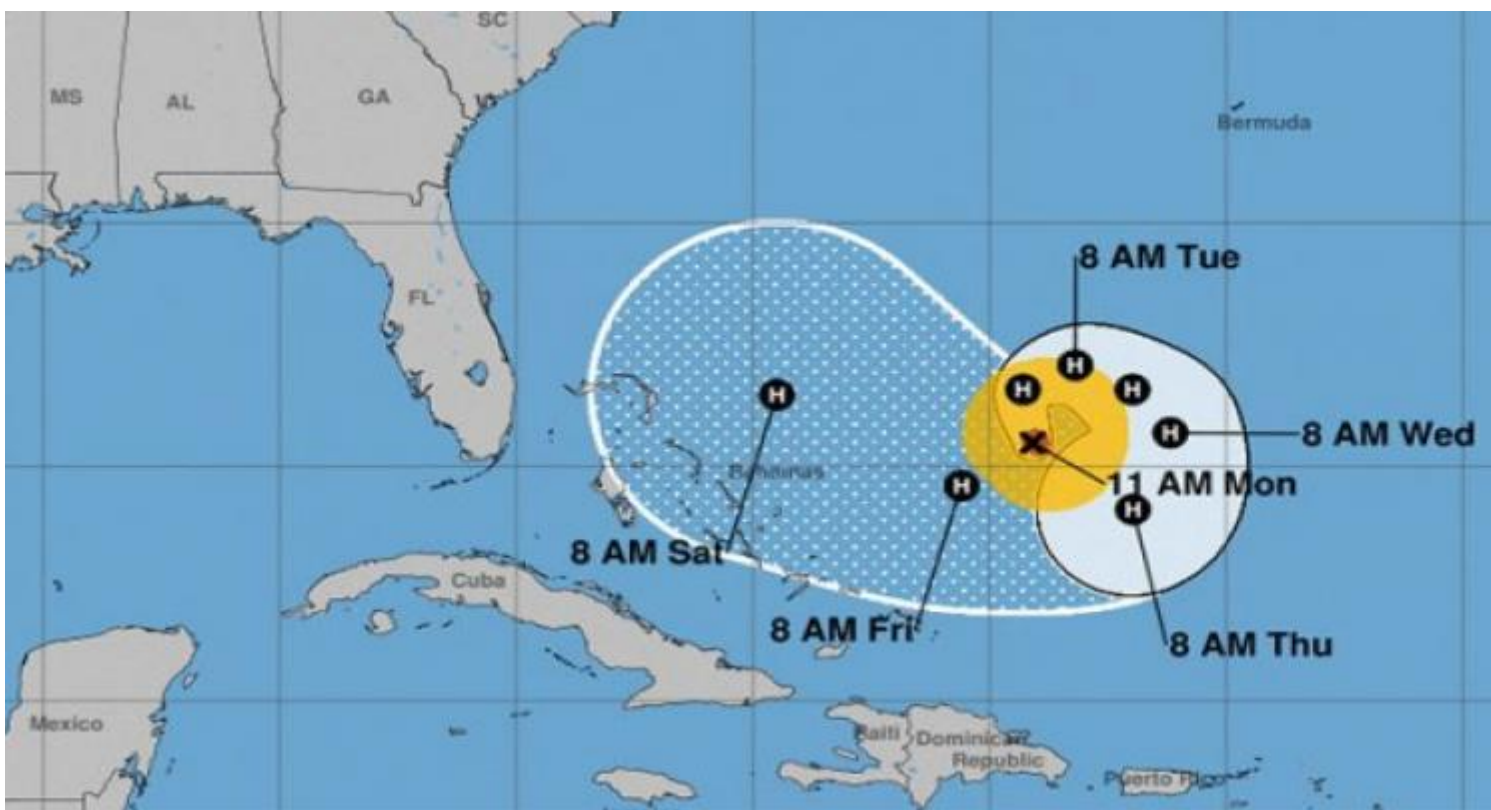 SC
MS
AL
GA
Bermuda
8 AM Tue
FL
H
H
H
H
H
8 AM Wed
Bahamas
H
11 AM Mon
H
8 AM Sat
Cuba
8 AM Fri
8 AM Thu
Mexico
Haiti
Dominican
Republic
Puerto Rico